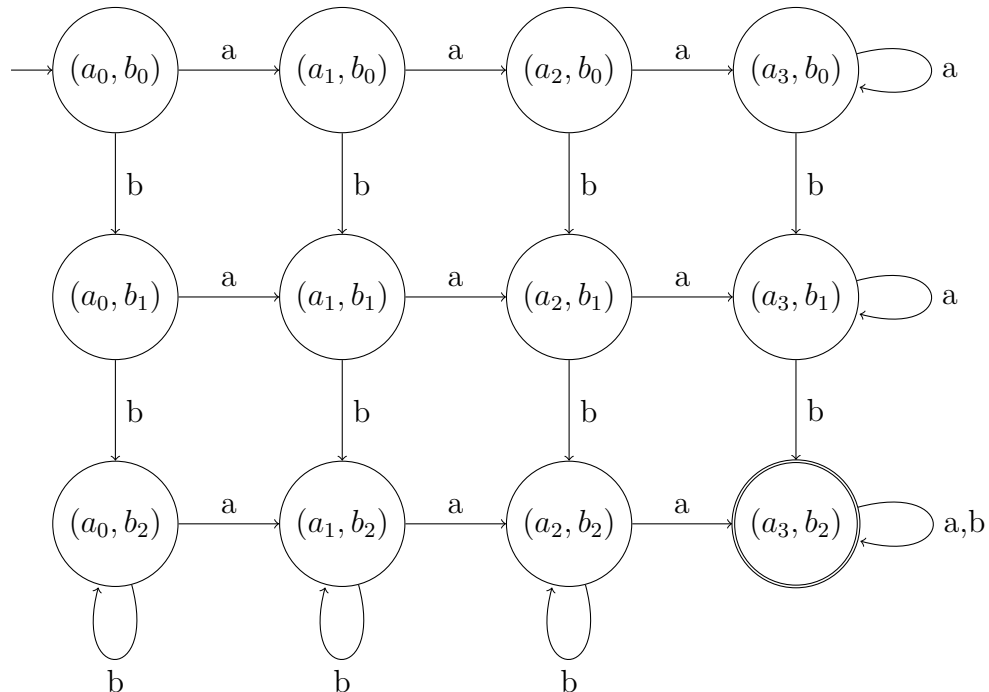 a a a
(a₀, b₀) (a₁, b₀) (a₂, b₀) (a₃, b₀) a
b b b b
a a a
(a₀, b₁) (a₁, b₁) (a₂, b₁) (a₃, b₁) a
b b b b
a a a
(a₀, b₂) (a₁, b₂) (a₂, b₂) (a₃, b₂) a,b
b b b